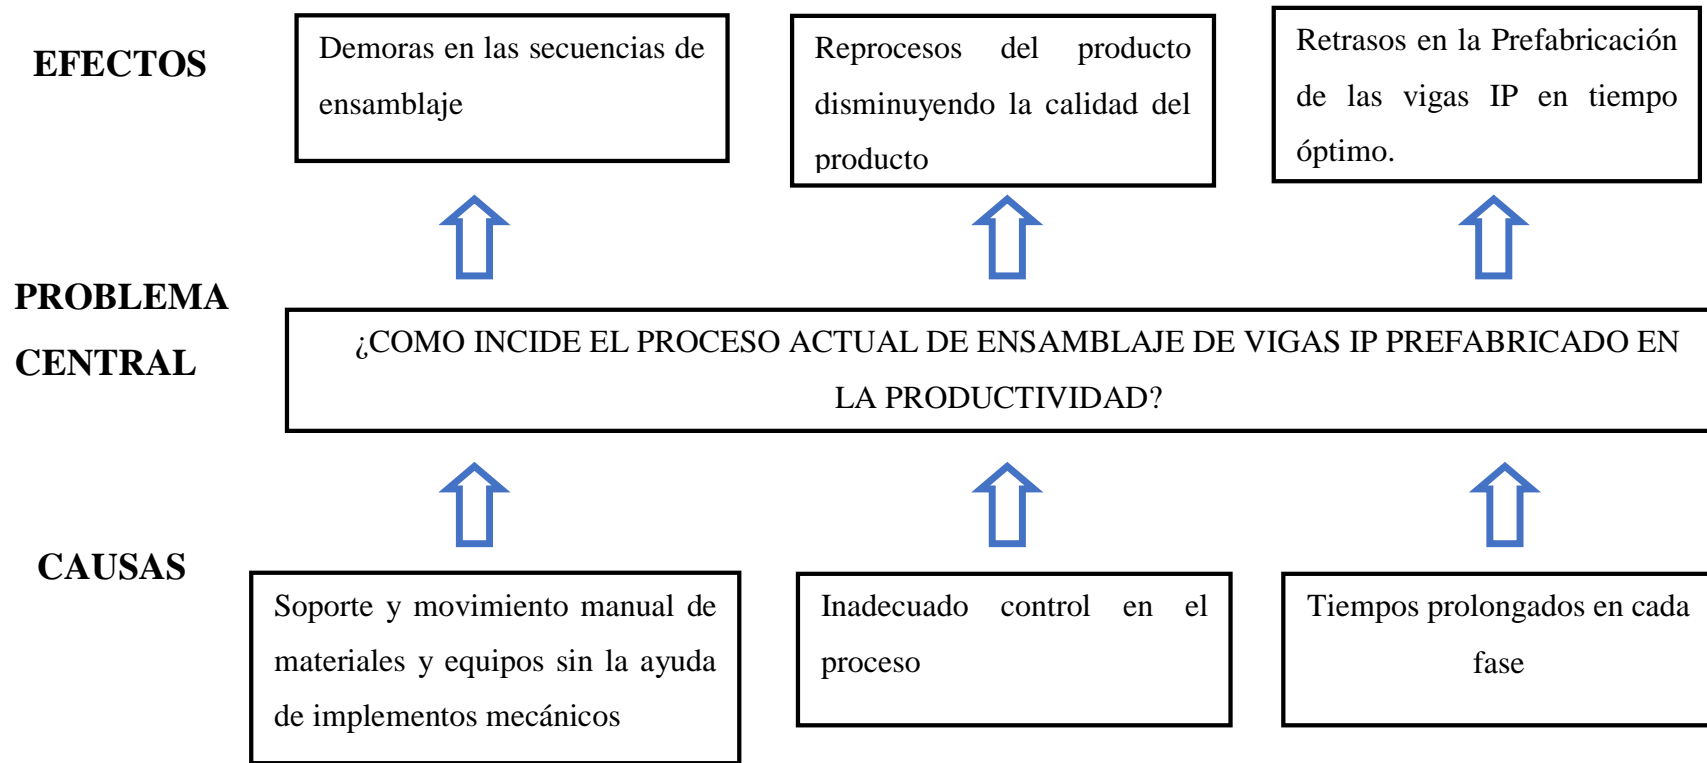 EFECTOS
Demoras en las secuencias de
ensamblaje
Reprocesos del producto
disminuyendo la calidad del
producto
Retrasos en la Prefabricación
de las vigas IP en tiempo
óptimo.
PROBLEMA
CENTRAL
¿COMO INCIDE EL PROCESO ACTUAL DE ENSAMBLAJE DE VIGAS IP PREFABRICADO EN
LA PRODUCTIVIDAD?
CAUSAS
Soporte y movimiento manual de
materiales y equipos sin la ayuda
de implementos mecánicos
Inadecuado control en el
proceso
Tiempos prolongados en cada
fase